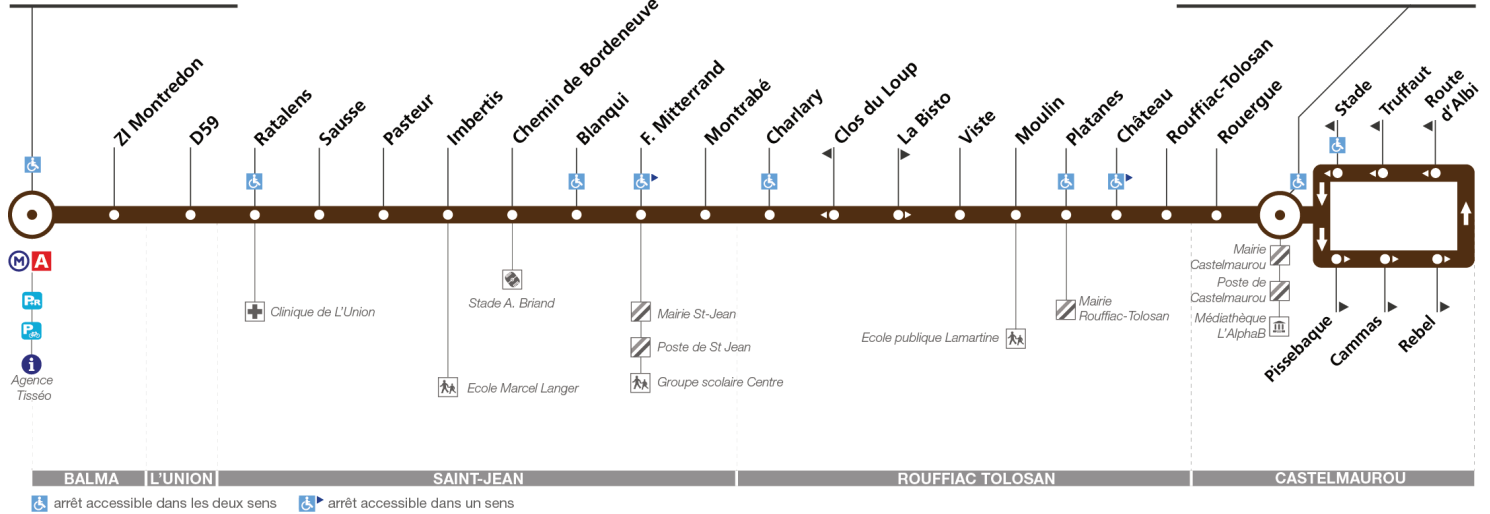 ZI Montredon
D59
Ratalens
Sausse
Pasteur
Imbertis
Chemin de Bordeneuve
Blanqui
F. Mitterrand
Montrabé
Charlary
Clos du Loup
La Bisto
Viste
Moulin
Platanes
Château
Rouffiac-Tolosan
Rouergue
Stade
Truffaut
Route
d'Albi
M A
P+R
P
i
Agence
Tisséo
Clinique de L'Union
Ecole Marcel Langer
Stade A. Briand
Mairie St-Jean
Poste de St Jean
Groupe scolaire Centre
Ecole publique Lamartine
Mairie
Rouffiac-Tolosan
Mairie
Castelmaurou
Poste de
Castelmaurou
Médiathèque
L'AlphaB
Pissebaque
Cammas
Rebel
BALMA
L'UNION
SAINT-JEAN
ROUFFIAC TOLOSAN
CASTELMAUROU
arrêt accessible dans les deux sens
arrêt accessible dans un sens